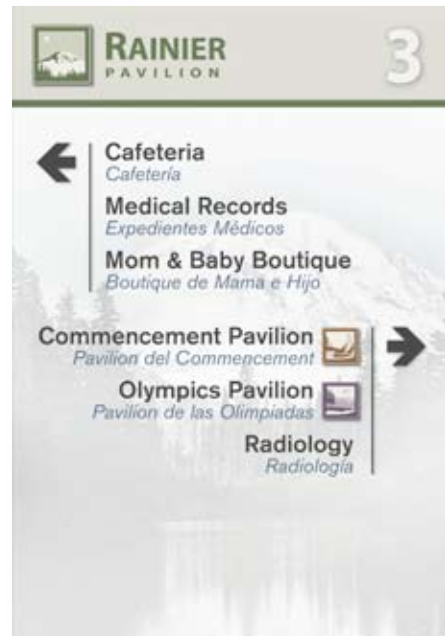 RAINIER
PAVILION
3
Cafeteria
Cafetería
Medical Records
Expedientes Médicos
Mom & Baby Boutique
Boutique de Mama e Hijo
Commencement Pavilion
Pavilion del Commencement
Olympics Pavilion
Pavilion de las Olimpiadas
Radiology
Radiología